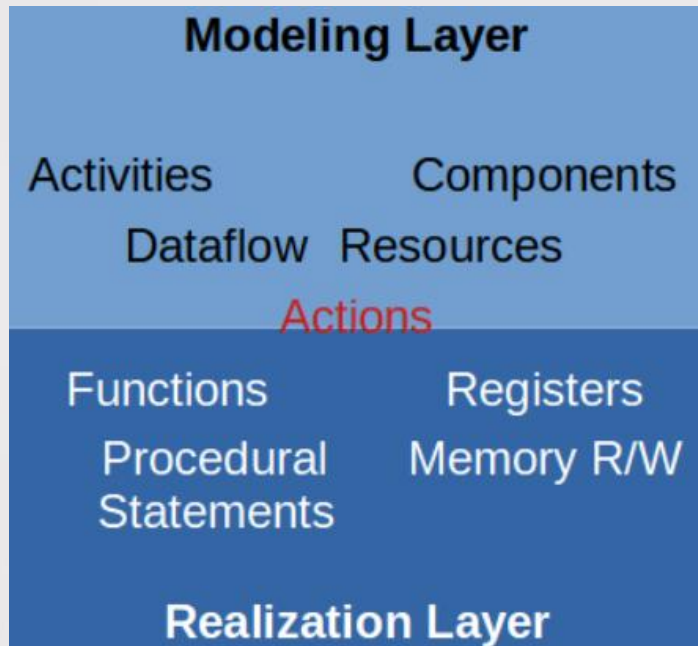 Modeling Layer
Activities Components
Dataflow Resources
Actions
Functions Registers
Procedural Memory R/W
Statements
Realization Layer